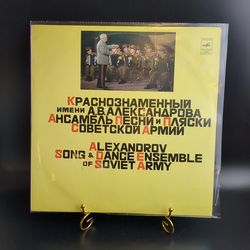 КРАСНОЗНАМЕННЫЙ
ИМЕНИ А.В.АЛЕКСАНДРОВА
АНСАМБЛЬ ПЕСНИ И ПЛЯСКИ
СОВЕТСКОЙ АРМИИ
ALEXANDROV
SONG & DANCE ENSEMBLE
OF SOVIET ARMY